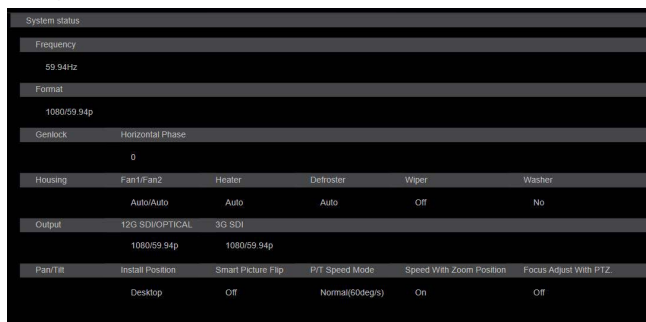 System status
Frequency
59.94Hz
Format
1080/59.94p
Genlock Horizontal Phase
0
Housing Fan1/Fan2 Heater Defroster Wiper Washer
Auto/Auto Auto Auto Off No
Output 12G SDI/OPTICAL 3G SDI
1080/59.94p 1080/59.94p
Pan/Tilt Install Position Smart Picture Flip P/T Speed Mode Speed With Zoom Position Focus Adjust With PTZ.
Desktop Off Normal(60deg/s) On Off